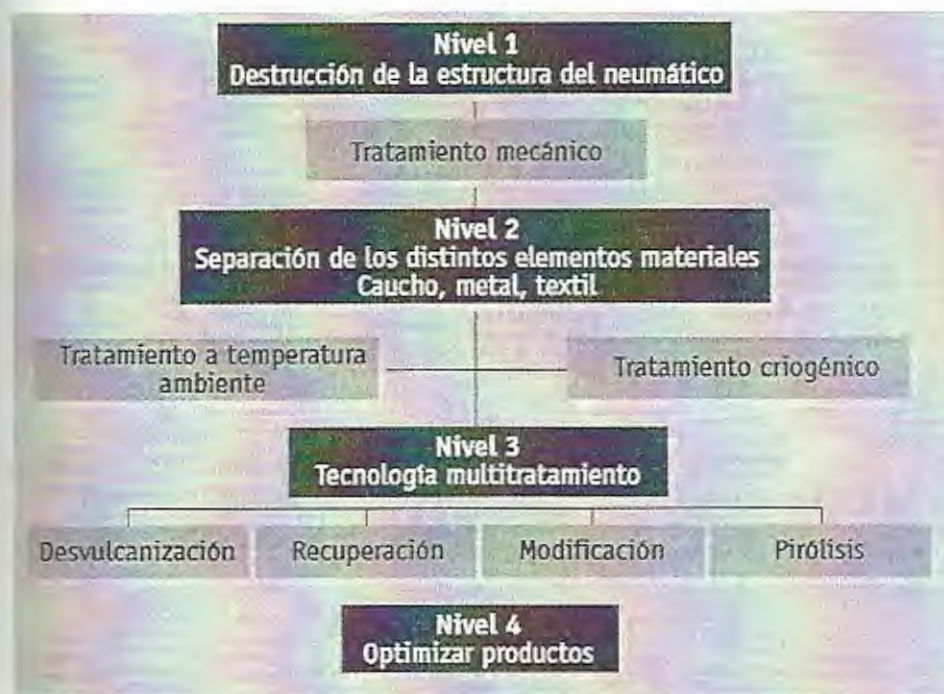 Nivel 1
Destrucción de la estructura del neumático
Tratamiento mecánico
Nivel 2
Separación de los distintos elementos materiales
Caucho, metal, textil
Tratamiento a temperatura
ambiente
Tratamiento criogénico
Nivel 3
Tecnología multitratamiento
Desvulcanización
Recuperación
Modificación
Pirólisis
Nivel 4
Optimizar productos